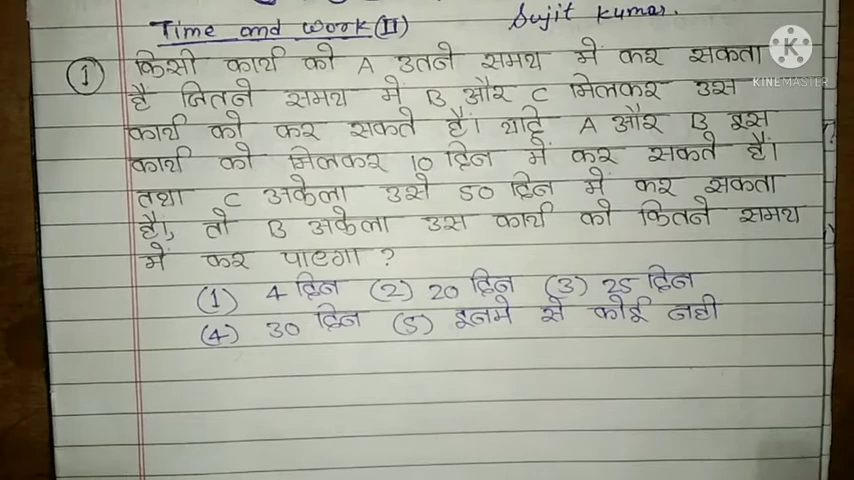 Time and work (II) Sujit Kumar.
K
KINEMASTER
① किसी कार्य को A उतने समय में कर सकता
है जितने समय में B और C मिलकर उस
कार्य को कर सकते हैं। यदि A और B इस
कार्य को मिलकर 10 दिन में कर सकते हैं।
तथा C अकेला उसे 50 दिन में कर सकता
है।, तो B अकेला उस कार्य को कितने समय
में कर पाएगा ?
(1) 4 दिन (2) 20 दिन (3) 25 दिन
(4) 30 दिन (5) इनमे से कोई नही